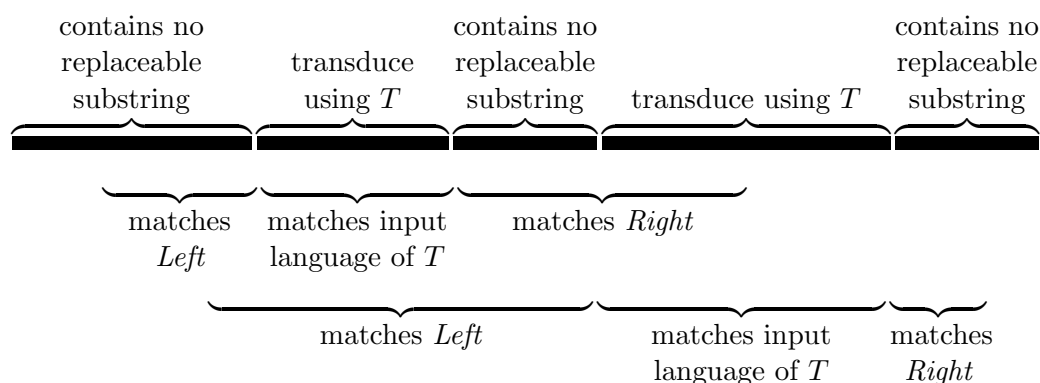 contains no
replaceable
substring
transduce
using T
contains no
replaceable
substring
transduce using T
contains no
replaceable
substring
matches
Left
matches input
language of T
matches Right
matches Left
matches input
language of T
matches
Right